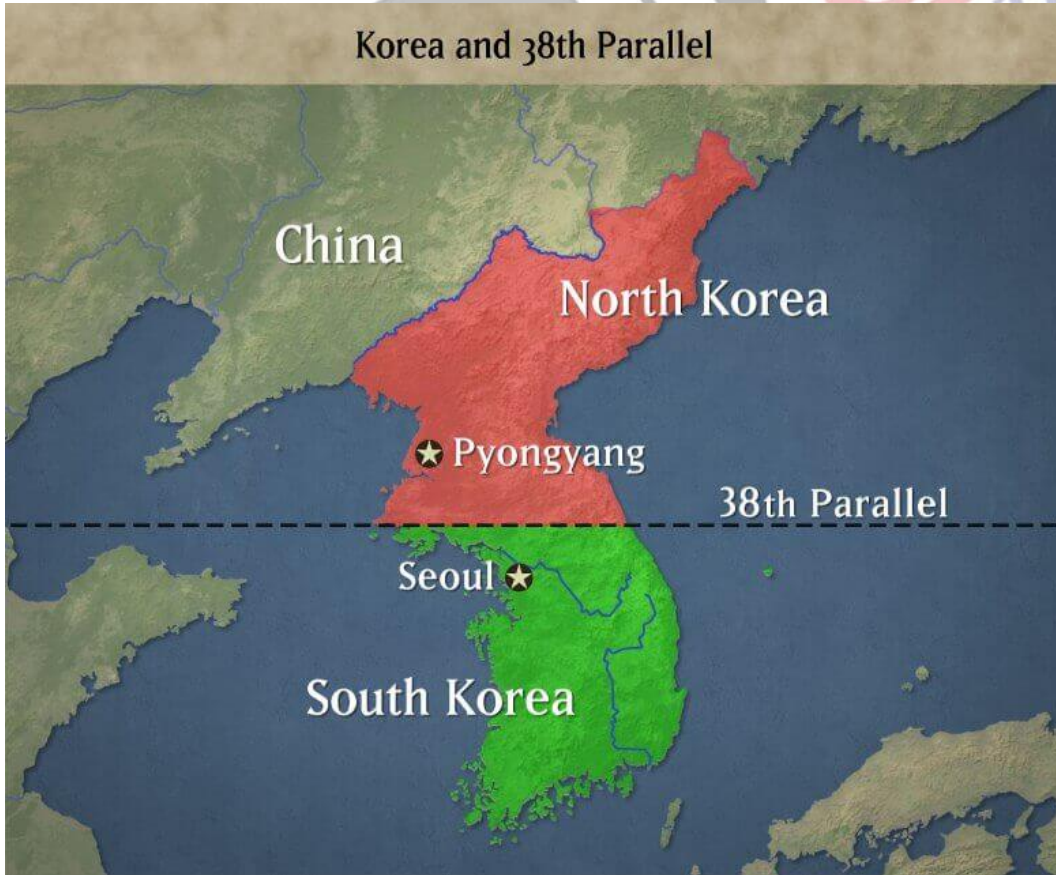 Korea and 38th Parallel
China
North Korea
Pyongyang
38th Parallel
Seoul
South Korea